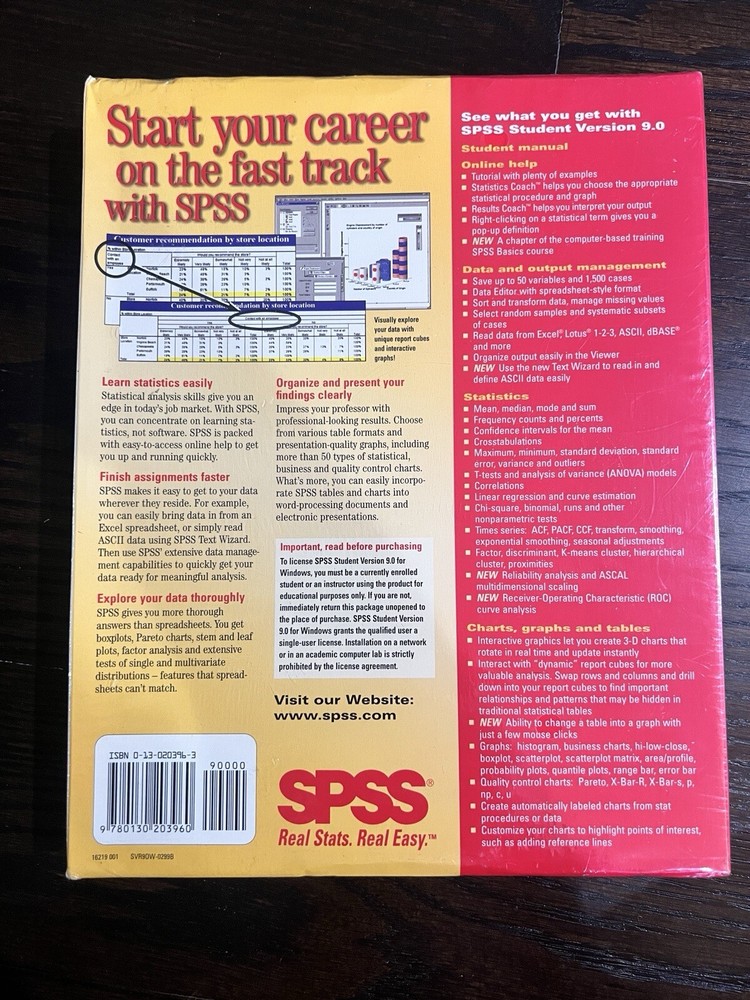 Start your career
on the fast track
with SPSS
Customer recommendation by store location
Customer recommendation by store location
Visually explore
your data with
unique report cubes
and interactive
graphs!
Learn statistics easily
Statistical analysis skills give you an
edge in today's job market. With SPSS,
you can concentrate on learning sta-
tistics, not software. SPSS is packed
with easy-to-access online help to get
you up and running quickly.
Finish assignments faster
SPSS makes it easy to get to your data
wherever they reside. For example,
you can easily bring data in from an
Excel spreadsheet, or simply read
ASCII data using SPSS Text Wizard.
Then use SPSS' extensive data manage-
ment capabilities to quickly get your
data ready for meaningful analysis.
Explore your data thoroughly
SPSS gives you more thorough
answers than spreadsheets. You get
boxplots, Pareto charts, stem and leaf
plots, factor analysis and extensive
tests of single and multivariate
distributions – features that spread-
sheets can't match.
Organize and present your
findings clearly
Impress your professor with
professional-looking results. Choose
from various table formats and
presentation-quality graphs, including
more than 50 types of statistical,
business and quality control charts.
What's more, you can easily incorpo-
rate SPSS tables and charts into
word-processing documents and
electronic presentations.
Important, read before purchasing
To license SPSS Student Version 9.0 for
Windows, you must be a currently enrolled
student or an instructor using the product for
educational purposes only. If you are not,
immediately return this package unopened to
the place of purchase. SPSS Student Version
9.0 for Windows grants the qualified user a
single-user license. Installation on a network
or in an academic computer lab is strictly
prohibited by the license agreement.
Visit our Website:
www.spss.com
ISBN 0-13-020396-3
90000
9 780130 203960
16219 001 SVR9OW-0299B
SPSS®
Real Stats. Real Easy.™
See what you get with
SPSS Student Version 9.0
Student manual
Online help
■ Tutorial with plenty of examples
■ Statistics Coach™ helps you choose the appropriate
statistical procedure and graph
■ Results Coach™ helps you interpret your output
■ Right-clicking on a statistical term gives you a
pop-up definition
■ NEW A chapter of the computer-based training
SPSS Basics course
Data and output management
■ Save up to 50 variables and 1,500 cases
■ Data Editor with spreadsheet-style format
■ Sort and transform data, manage missing values
■ Select random samples and systematic subsets
of cases
■ Read data from Excel®, Lotus® 1-2-3, ASCII, dBASE®
and more
■ Organize output easily in the Viewer
■ NEW Use the new Text Wizard to read in and
define ASCII data easily
Statistics
■ Mean, median, mode and sum
■ Frequency counts and percents
■ Confidence intervals for the mean
■ Crosstabulations
■ Maximum, minimum, standard deviation, standard
error, variance and outliers
■ T-tests and analysis of variance (ANOVA) models
■ Correlations
■ Linear regression and curve estimation
■ Chi-square, binomial, runs and other
nonparametric tests
■ Times series: ACF, PACF, CCF, transform, smoothing,
exponential smoothing, seasonal adjustments
■ Factor, discriminant, K-means cluster, hierarchical
cluster, proximities
■ NEW Reliability analysis and ASCAL
multidimensional scaling
■ NEW Receiver-Operating Characteristic (ROC)
curve analysis
Charts, graphs and tables
■ Interactive graphics let you create 3-D charts that
rotate in real time and update instantly
■ Interact with "dynamic" report cubes for more
valuable analysis. Swap rows and columns and drill
down into your report cubes to find important
relationships and patterns that may be hidden in
traditional statistical tables
■ NEW Ability to change a table into a graph with
just a few mouse clicks
■ Graphs: histogram, business charts, hi-low-close,
boxplot, scatterplot, scatterplot matrix, area/profile,
probability plots, quantile plots, range bar, error bar
■ Quality control charts: Pareto, X-Bar-R, X-Bar-s, p,
np, c, u
■ Create automatically labeled charts from stat
procedures or data
■ Customize your charts to highlight points of interest,
such as adding reference lines